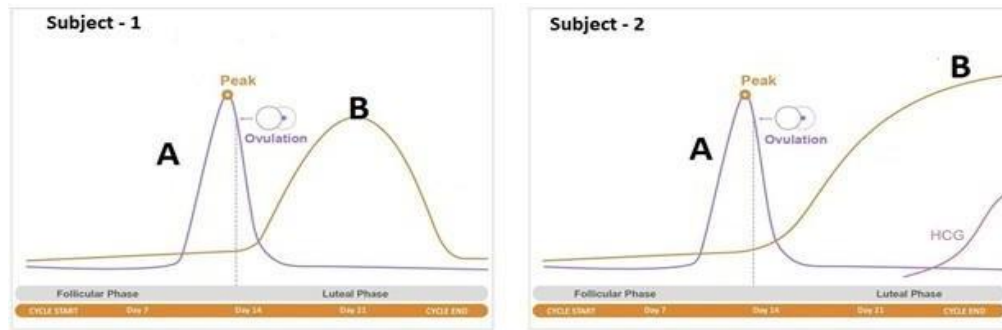 Subject - 1
Peak
A
B
Ovulation
Follicular Phase
Luteal Phase
CYCLE START
Day 7
Day 14
Day 21
CYCLE END
Subject - 2
B
Peak
A
Ovulation
HCG
Follicular Phase
Luteal Phase
CYCLE START
Day 7
Day 14
Day 21
CYCLE END